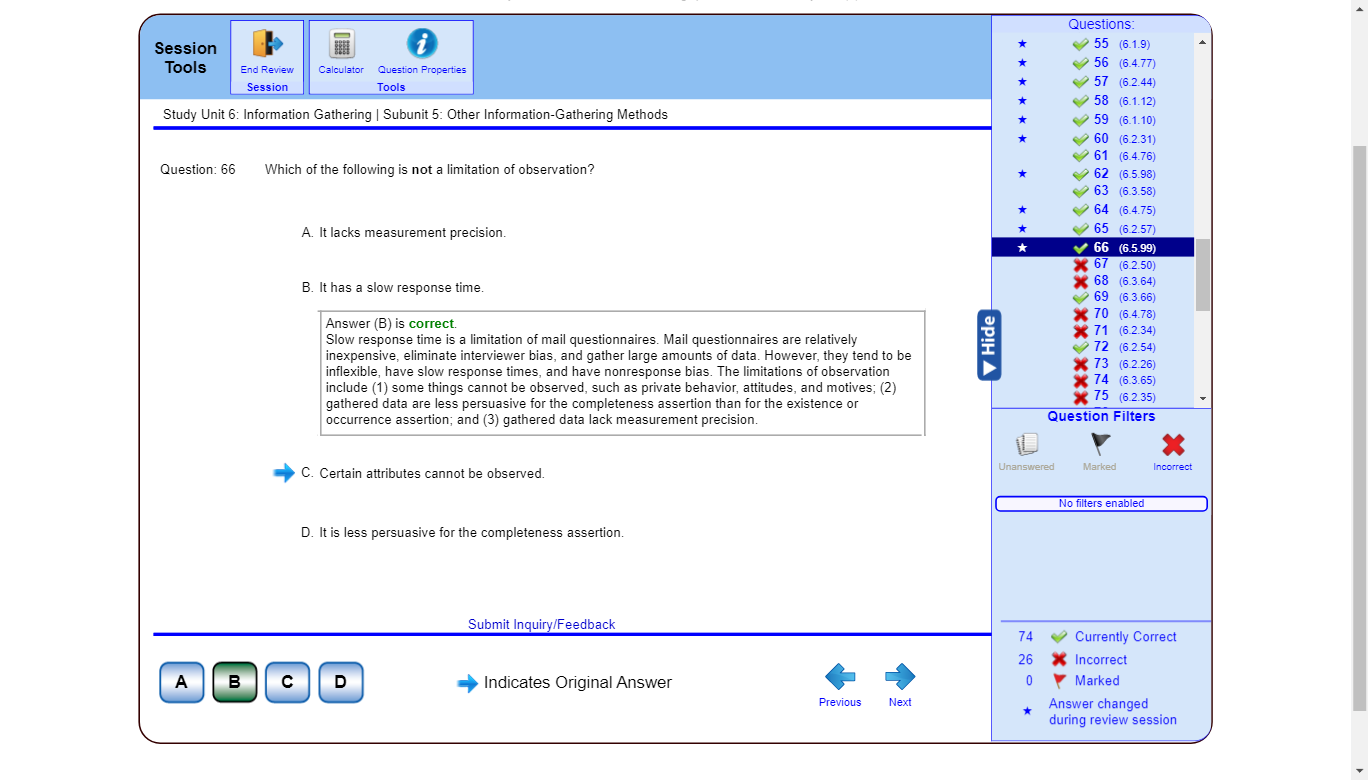 Session
Tools
End Review
Session
Calculator
Question Properties
Tools
Study Unit 6: Information Gathering | Subunit 5: Other Information-Gathering Methods
Question: 66
Which of the following is not a limitation of observation?
A. It lacks measurement precision.
B. It has a slow response time.
Answer (B) is correct.
Slow response time is a limitation of mail questionnaires. Mail questionnaires are relatively
inexpensive, eliminate interviewer bias, and gather large amounts of data. However, they tend to be
inflexible, have slow response times, and have nonresponse bias. The limitations of observation
include (1) some things cannot be observed, such as private behavior, attitudes, and motives; (2)
gathered data are less persuasive for the completeness assertion than for the existence or
occurrence assertion; and (3) gathered data lack measurement precision.
C. Certain attributes cannot be observed.
D. It is less persuasive for the completeness assertion.
Submit Inquiry/Feedback
A
B
C
D
Indicates Original Answer
Previous
Next
Hide
Questions:
55 (6.1.9)
56 (6.4.77)
57 (6.2.44)
58 (6.1.12)
59 (6.1.10)
60 (6.2.31)
61 (6.4.76)
62 (6.5.98)
63 (6.3.58)
64 (6.4.75)
65 (6.2.57)
66 (6.5.99)
67 (6.2.50)
68 (6.3.64)
69 (6.3.66)
70 (6.4.78)
71 (6.2.34)
72 (6.2.54)
73 (6.2.26)
74 (6.3.65)
75 (6.2.35)
Question Filters
Unanswered
Marked
Incorrect
No filters enabled
74 Currently Correct
26 Incorrect
0 Marked
Answer changed
during review session